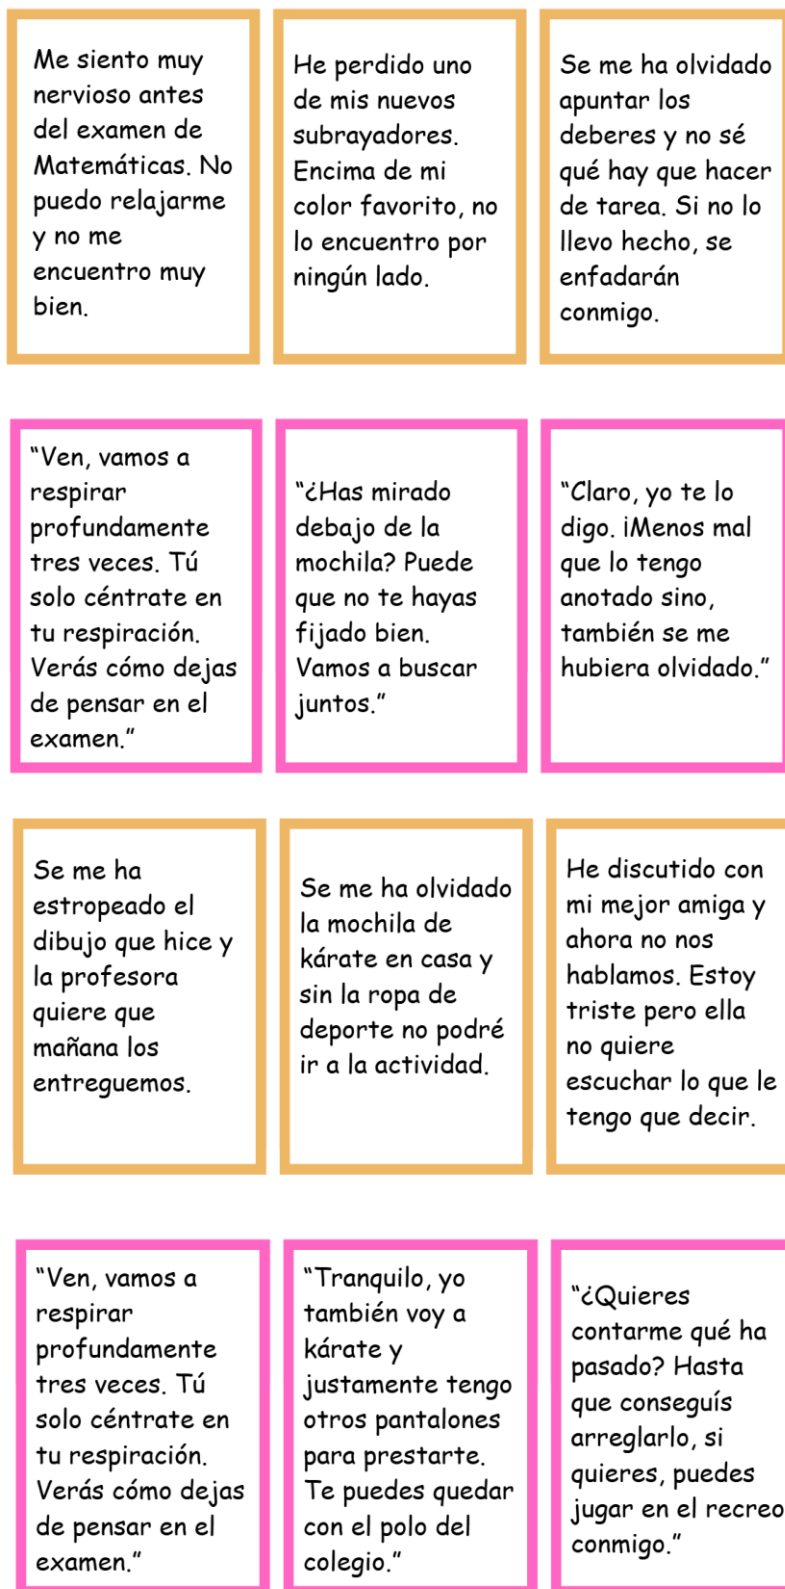 Me siento muy
nervioso antes
del examen de
Matemáticas. No
puedo relajarme
y no me
encuentro muy
bien.
He perdido uno
de mis nuevos
subrayadores.
Encima de mi
color favorito, no
lo encuentro por
ningún lado.
Se me ha olvidado
apuntar los
deberes y no sé
qué hay que hacer
de tarea. Si no lo
llevo hecho, se
enfadarán
conmigo.
“Ven, vamos a
respirar
profundamente
tres veces. Tú
solo céntrate en
tu respiración.
Verás cómo dejas
de pensar en el
examen.”
“¿Has mirado
debajo de la
mochila? Puede
que no te hayas
fijado bien.
Vamos a buscar
juntos.”
“Claro, yo te lo
digo. ¡Menos mal
que lo tengo
anotado sino,
también se me
hubiera olvidado.”
Se me ha
estropeado el
dibujo que hice y
la profesora
quiere que
mañana los
entreguemos.
Se me ha olvidado
la mochila de
kárate en casa y
sin la ropa de
deporte no podré
ir a la actividad.
He discutido con
mi mejor amiga y
ahora no nos
hablamos. Estoy
triste pero ella
no quiere
escuchar lo que le
tengo que decir.
“Ven, vamos a
respirar
profundamente
tres veces. Tú
solo céntrate en
tu respiración.
Verás cómo dejas
de pensar en el
examen.”
“Tranquilo, yo
también voy a
kárate y
justamente tengo
otros pantalones
para prestarte.
Te puedes quedar
con el polo del
colegio.”
“¿Quieres
contarme qué ha
pasado? Hasta
que conseguís
arreglarlo, si
quieres, puedes
jugar en el recreo
conmigo.”